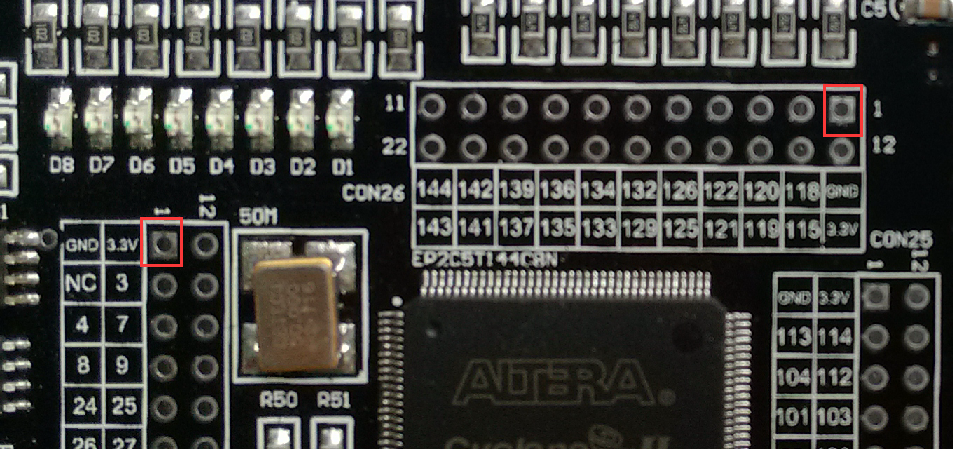 C5
11
1
22
12
D8 D7 D6 D5 D4 D3 D2 D1
CON26
144 142 139 136 134 132 126 122 120 118 GND
143 141 137 135 133 129 125 121 119 115 3.3V
1 12
50M
GND 3.3V
NC 3
4 7
8 9
24 25
26 27
EP2C5T144C8N
ALTERA®
Cyclone II
R50 R51
CON25
1 12
GND 3.3V
113 114
104 112
101 103